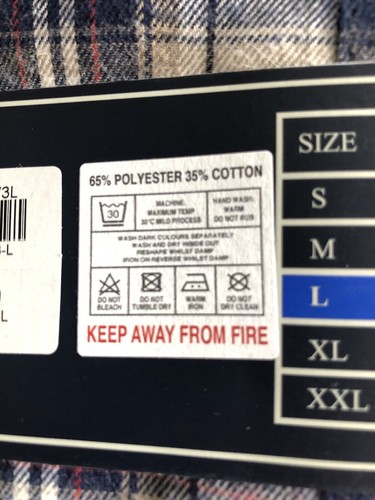 /3L
-L
L
65% POLYESTER 35% COTTON
30
MACHINE:
MAXIMUM TEMP
30°C MILD PROCESS
HAND WASH:
WARM
DO NOT RUB
WASH DARK COLOURS SEPARATELY
WASH AND DRY INSIDE OUT
RESHAPE WHILST DAMP
IRON ON REVERSE WHILST DAMP
DO NOT
BLEACH
DO NOT
TUMBLE DRY
WARM
IRON
DO NOT
DRY CLEAN
KEEP AWAY FROM FIRE
SIZE
S
M
L
XL
XXL